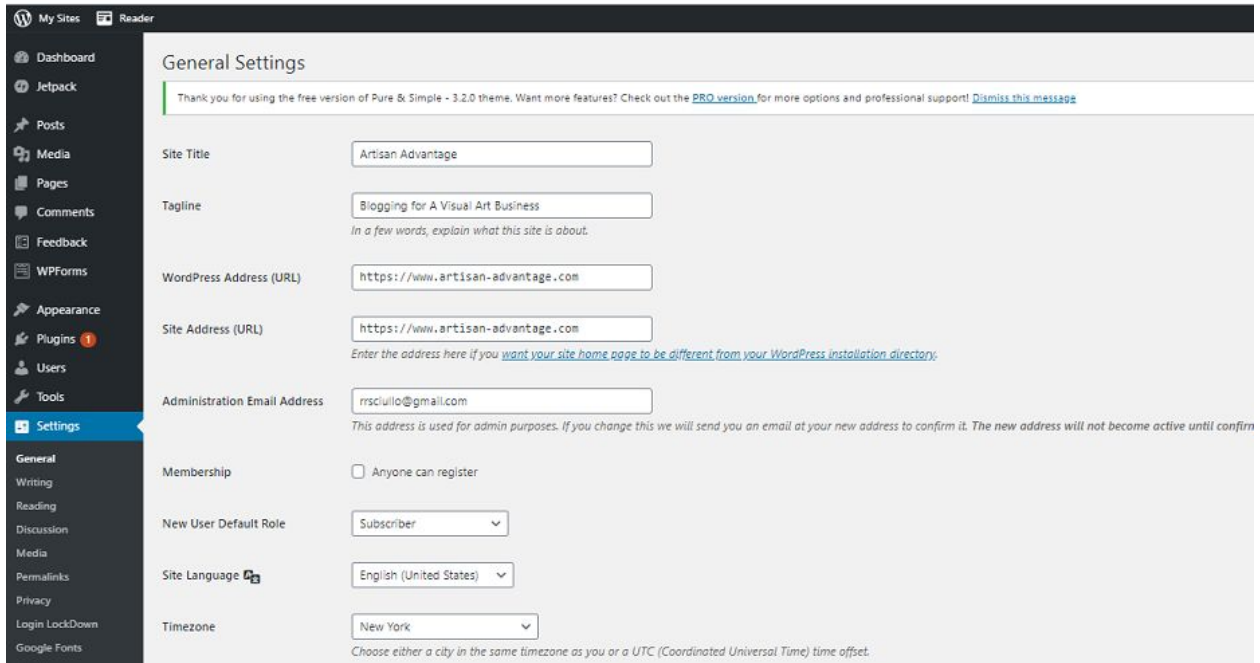 My Sites Reader
Dashboard
Jetpack
Posts
Media
Pages
Comments
Feedback
WPForms
Appearance
Plugins 1
Users
Tools
Settings
General
Writing
Reading
Discussion
Media
Permalinks
Privacy
Login LockDown
Google Fonts
General Settings
Thank you for using the free version of Pure & Simple - 3.2.0 theme. Want more features? Check out the PRO version for more options and professional support! Dismiss this message
Site Title Artisan Advantage
Tagline Blogging for A Visual Art Business
In a few words, explain what this site is about.
WordPress Address (URL) https://www.artisan-advantage.com
Site Address (URL) https://www.artisan-advantage.com
Enter the address here if you want your site home page to be different from your WordPress installation directory.
Administration Email Address rrsciullo@gmail.com
This address is used for admin purposes. If you change this we will send you an email at your new address to confirm it. The new address will not become active until confirm
Membership Anyone can register
New User Default Role Subscriber
Site Language English (United States)
Timezone New York
Choose either a city in the same timezone as you or a UTC (Coordinated Universal Time) time offset.